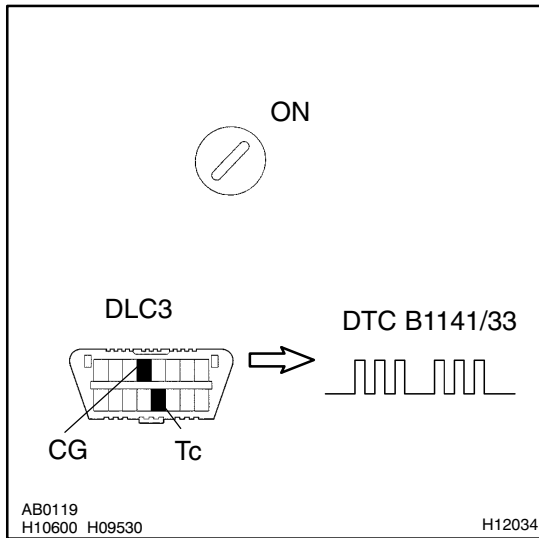 ON
DLC3
DTC B1141/33
CG
Tc
AB0119
H10600 H09530
H12034